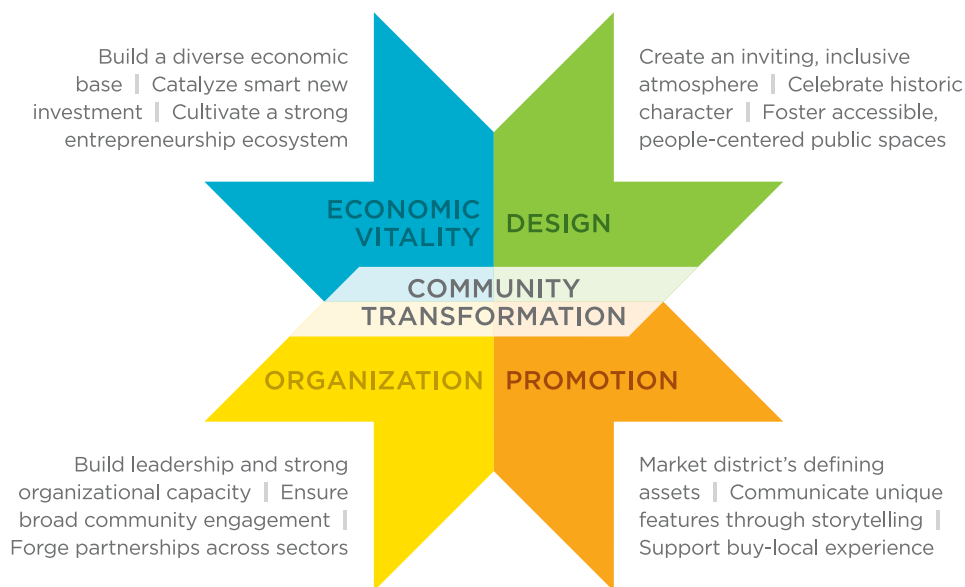 Build a diverse economic
base | Catalyze smart new
investment | Cultivate a strong
entrepreneurship ecosystem
Create an inviting, inclusive
atmosphere | Celebrate historic
character | Foster accessible,
people-centered public spaces
ECONOMIC
VITALITY
DESIGN
COMMUNITY
TRANSFORMATION
ORGANIZATION
PROMOTION
Build leadership and strong
organizational capacity | Ensure
broad community engagement |
Forge partnerships across sectors
Market district’s defining
assets | Communicate unique
features through storytelling |
Support buy-local experience